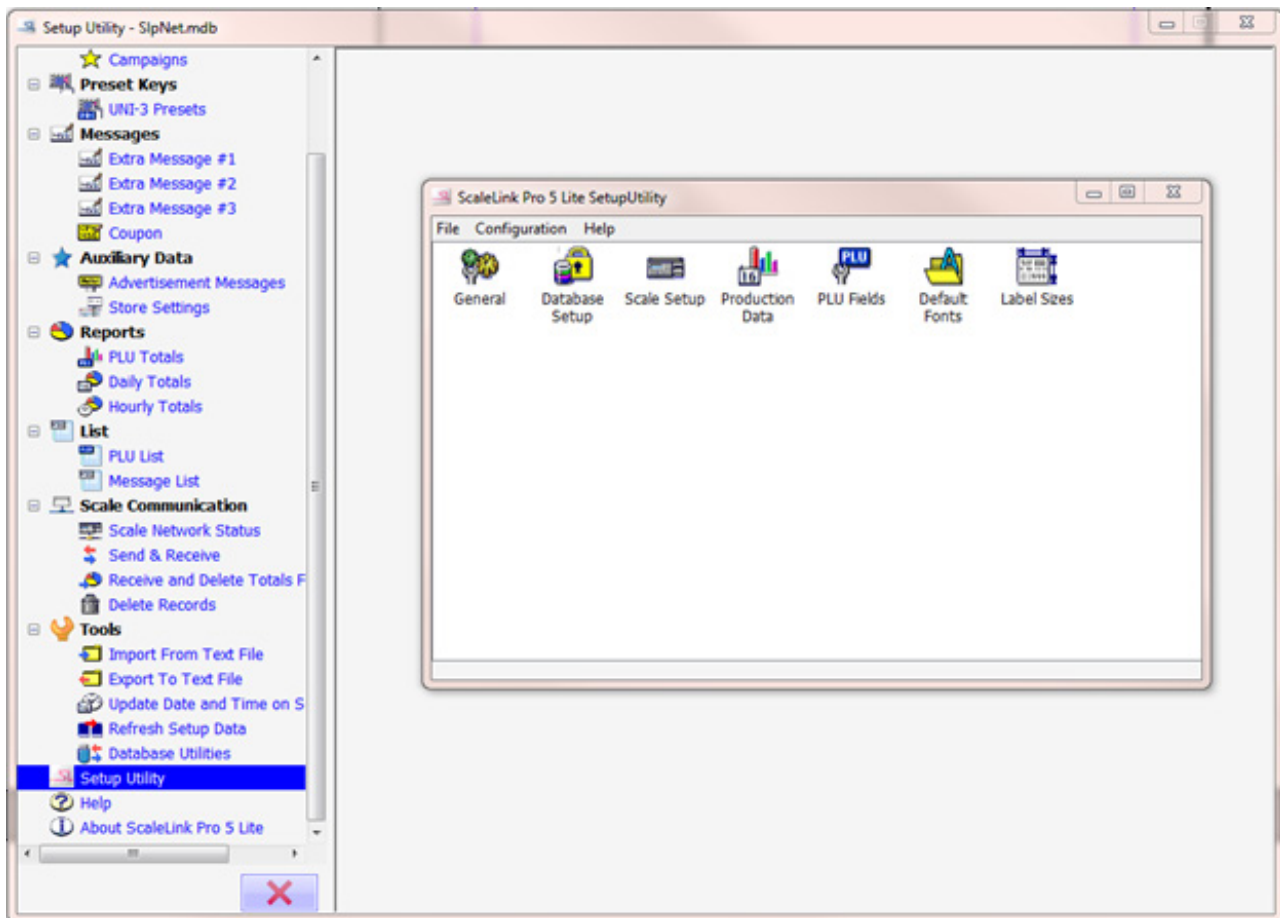 Setup Utility - SlpNet.mdb
Campaigns
Preset Keys
UNI-3 Presets
Messages
Extra Message #1
Extra Message #2
Extra Message #3
Coupon
Auxiliary Data
Advertisement Messages
Store Settings
Reports
PLU Totals
Daily Totals
Hourly Totals
List
PLU List
Message List
Scale Communication
Scale Network Status
Send & Receive
Receive and Delete Totals F
Delete Records
Tools
Import From Text File
Export To Text File
Update Date and Time on S
Refresh Setup Data
Database Utilities
Setup Utility
Help
About ScaleLink Pro 5 Lite
ScaleLink Pro 5 Lite SetupUtility
File Configuration Help
General
Database Setup
Scale Setup
Production Data
PLU
PLU Fields
Default Fonts
Label Sizes